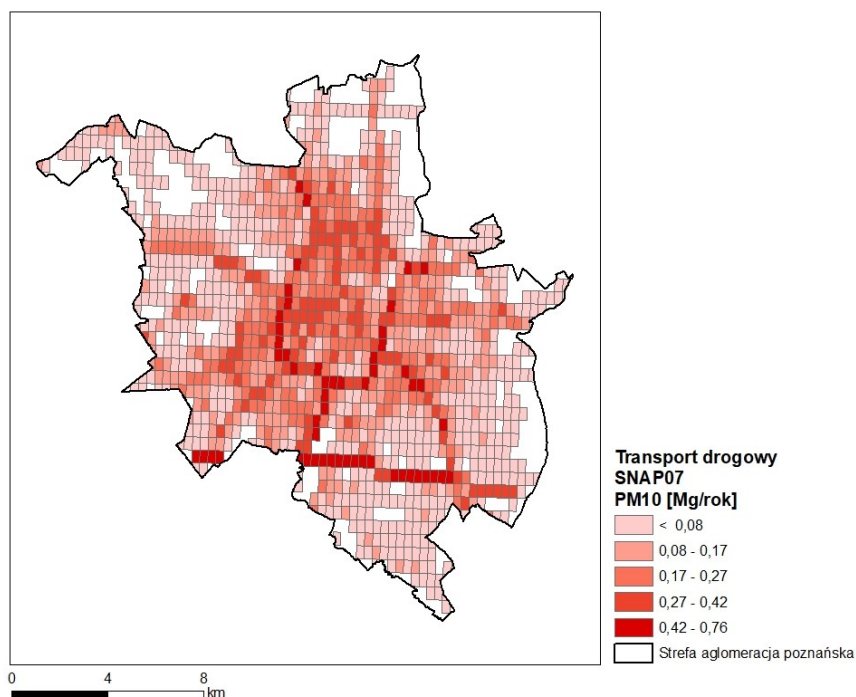 Transport drogowy
SNAP07
PM10 [Mg/rok]
< 0,08
0,08 - 0,17
0,17 - 0,27
0,27 - 0,42
0,42 - 0,76
Strefa aglomeracja poznańska
0 4 8
km